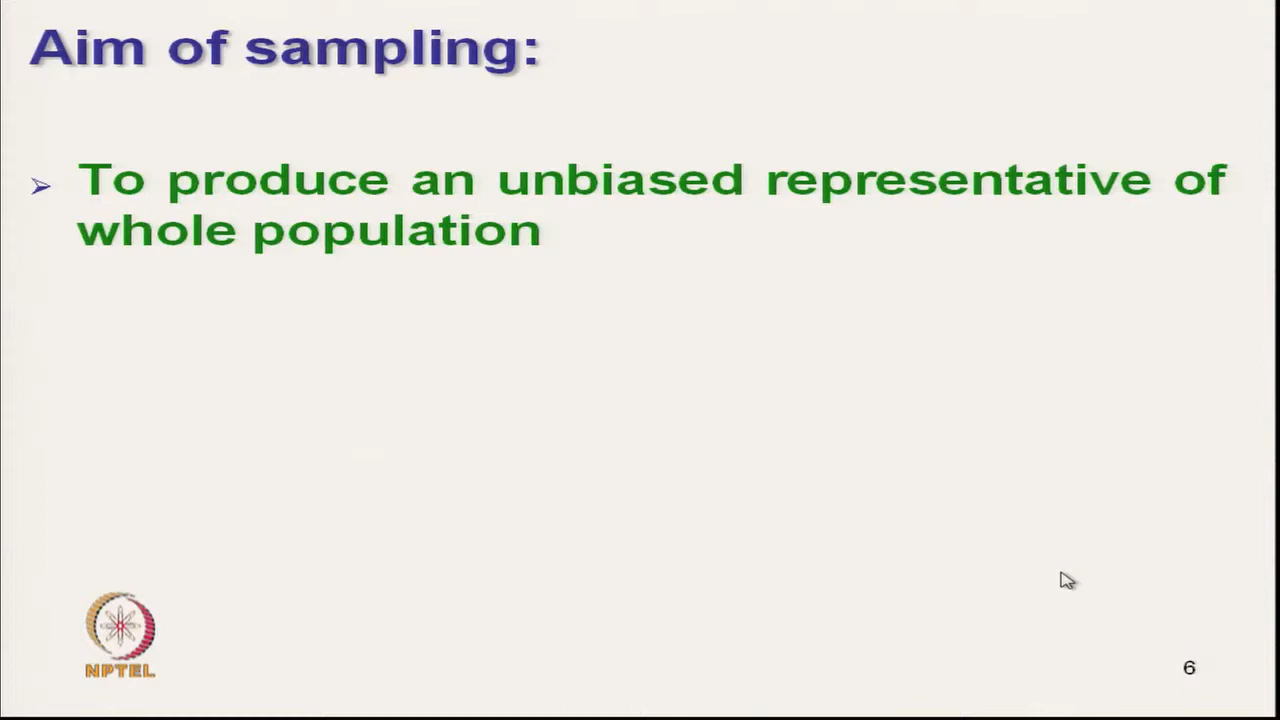 Aim of sampling:
➢ To produce an unbiased representative of
whole population
NPTEL
6